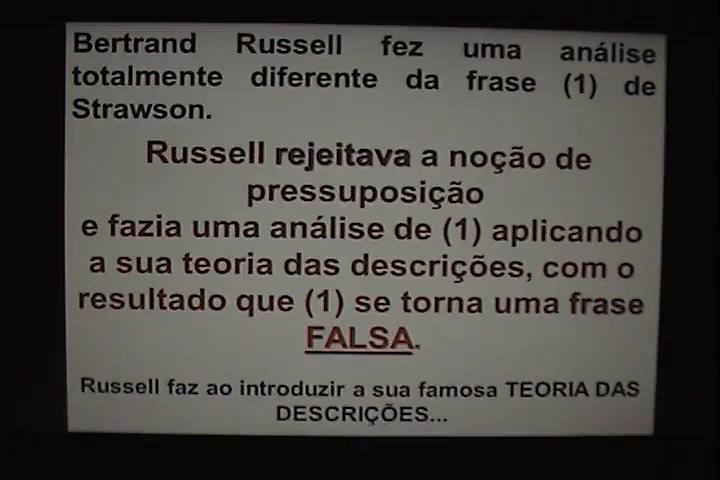 Bertrand Russell fez uma análise
totalmente diferente da frase (1) de
Strawson.
Russell rejeitava a noção de
pressuposição
e fazia uma análise de (1) aplicando
a sua teoria das descrições, com o
resultado que (1) se torna uma frase
FALSA.
Russell faz ao introduzir a sua famosa TEORIA DAS
DESCRIÇÕES...